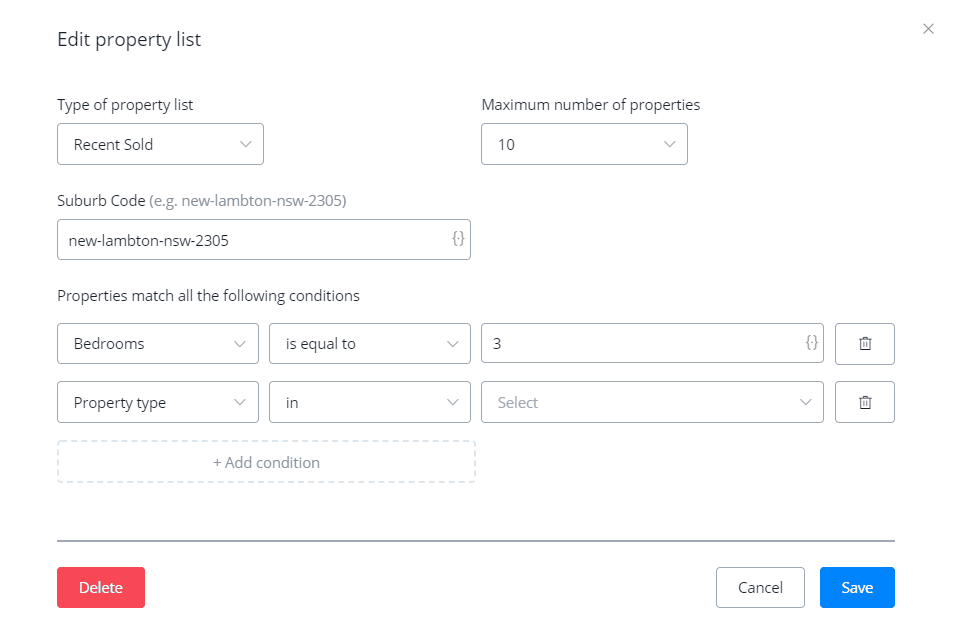 Edit property list
Type of property list
Maximum number of properties
Recent Sold
10
Suburb Code (e.g. new-lambton-nsw-2305)
new-lambton-nsw-2305 {·}
Properties match all the following conditions
Bedrooms
is equal to
3 {·}
Property type
in
Select
+ Add condition
Delete
Cancel
Save